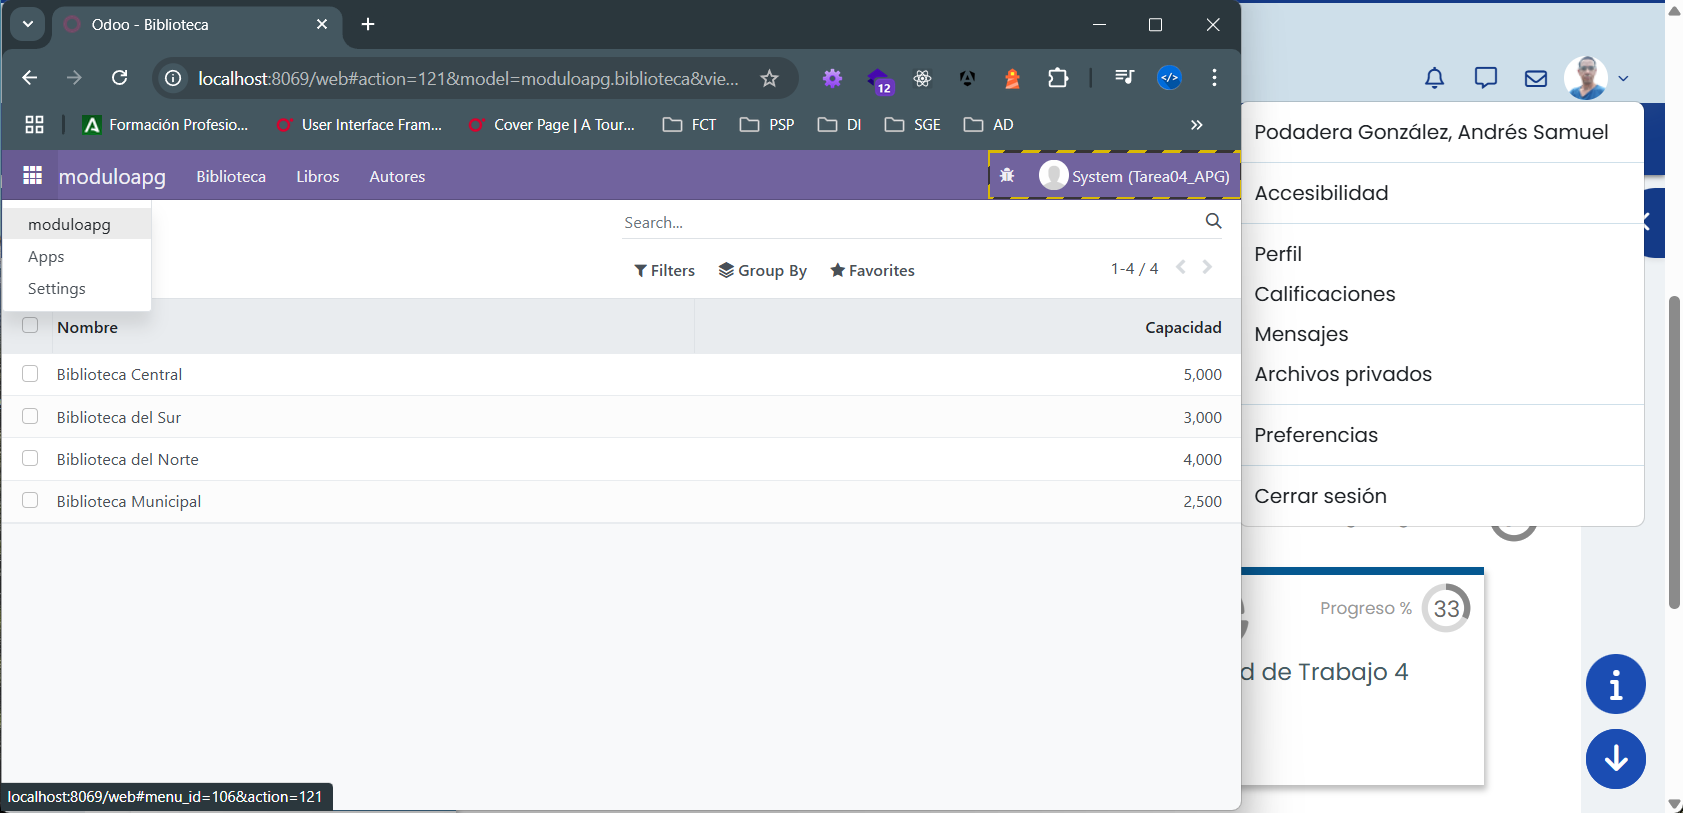 Odoo - Biblioteca
localhost:8069/web#action=121&model=moduloapg.biblioteca&vie...
12
Formación Profesio...
User Interface Fram...
Cover Page | A Tour...
FCT
PSP
DI
SGE
AD
moduloapg
Biblioteca
Libros
Autores
System (Tarea04_APG)
moduloapg
Apps
Settings
Search...
Filters
Group By
Favorites
1-4 / 4
Nombre
Capacidad
Biblioteca Central
5,000
Biblioteca del Sur
3,000
Biblioteca del Norte
4,000
Biblioteca Municipal
2,500
localhost:8069/web#menu_id=106&action=121
Podadera González, Andrés Samuel
Accesibilidad
Perfil
Calificaciones
Mensajes
Archivos privados
Preferencias
Cerrar sesión
Progreso %
33
d de Trabajo 4